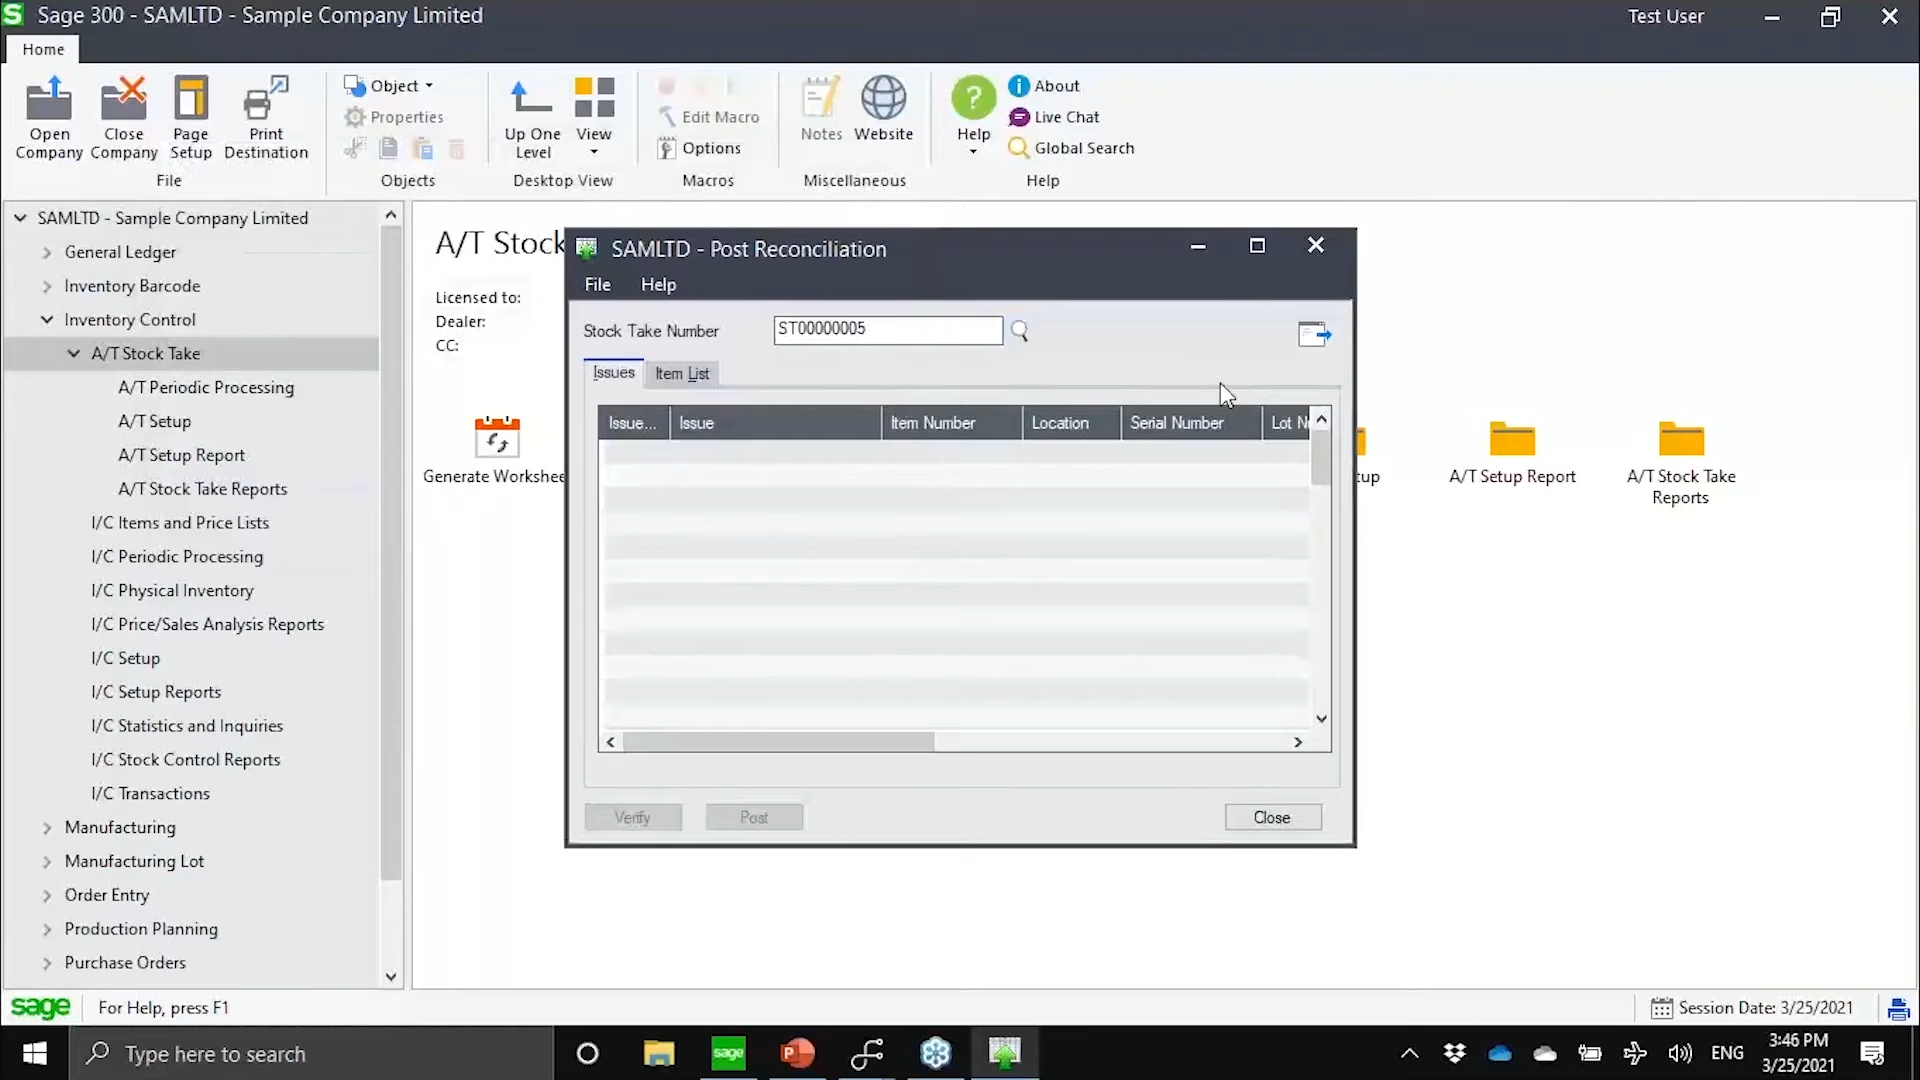 Sage 300 - SAMLTD - Sample Company Limited
Test User
Home
Open Company
Close Company
Page Setup
Print Destination
File
Object
Properties
Objects
Up One Level
View
Desktop View
Edit Macro
Options
Macros
Notes
Website
Miscellaneous
Help
About
Live Chat
Global Search
Help
SAMLTD - Sample Company Limited
General Ledger
Inventory Barcode
Inventory Control
A/T Stock Take
A/T Periodic Processing
A/T Setup
A/T Setup Report
A/T Stock Take Reports
I/C Items and Price Lists
I/C Periodic Processing
I/C Physical Inventory
I/C Price/Sales Analysis Reports
I/C Setup
I/C Setup Reports
I/C Statistics and Inquiries
I/C Stock Control Reports
I/C Transactions
Manufacturing
Manufacturing Lot
Order Entry
Production Planning
Purchase Orders
A/T Stock
Licensed to:
Dealer:
CC:
Generate Workshee
SAMLTD - Post Reconciliation
File Help
Stock Take Number ST00000005
Issues Item List
Issue... Issue Item Number Location Serial Number Lot N
Verify Post Close
tup
A/T Setup Report
A/T Stock Take
Reports
sage For Help, press F1
Session Date: 3/25/2021
Type here to search
sage
ENG
3:46 PM
3/25/2021